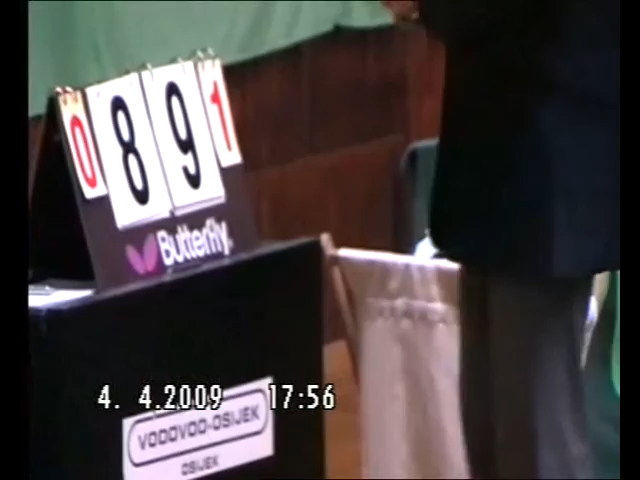 0 8 9 1
Butterfly
4. 4.2009 17:56
VODOVOD-OSIJEK
OSIJEK